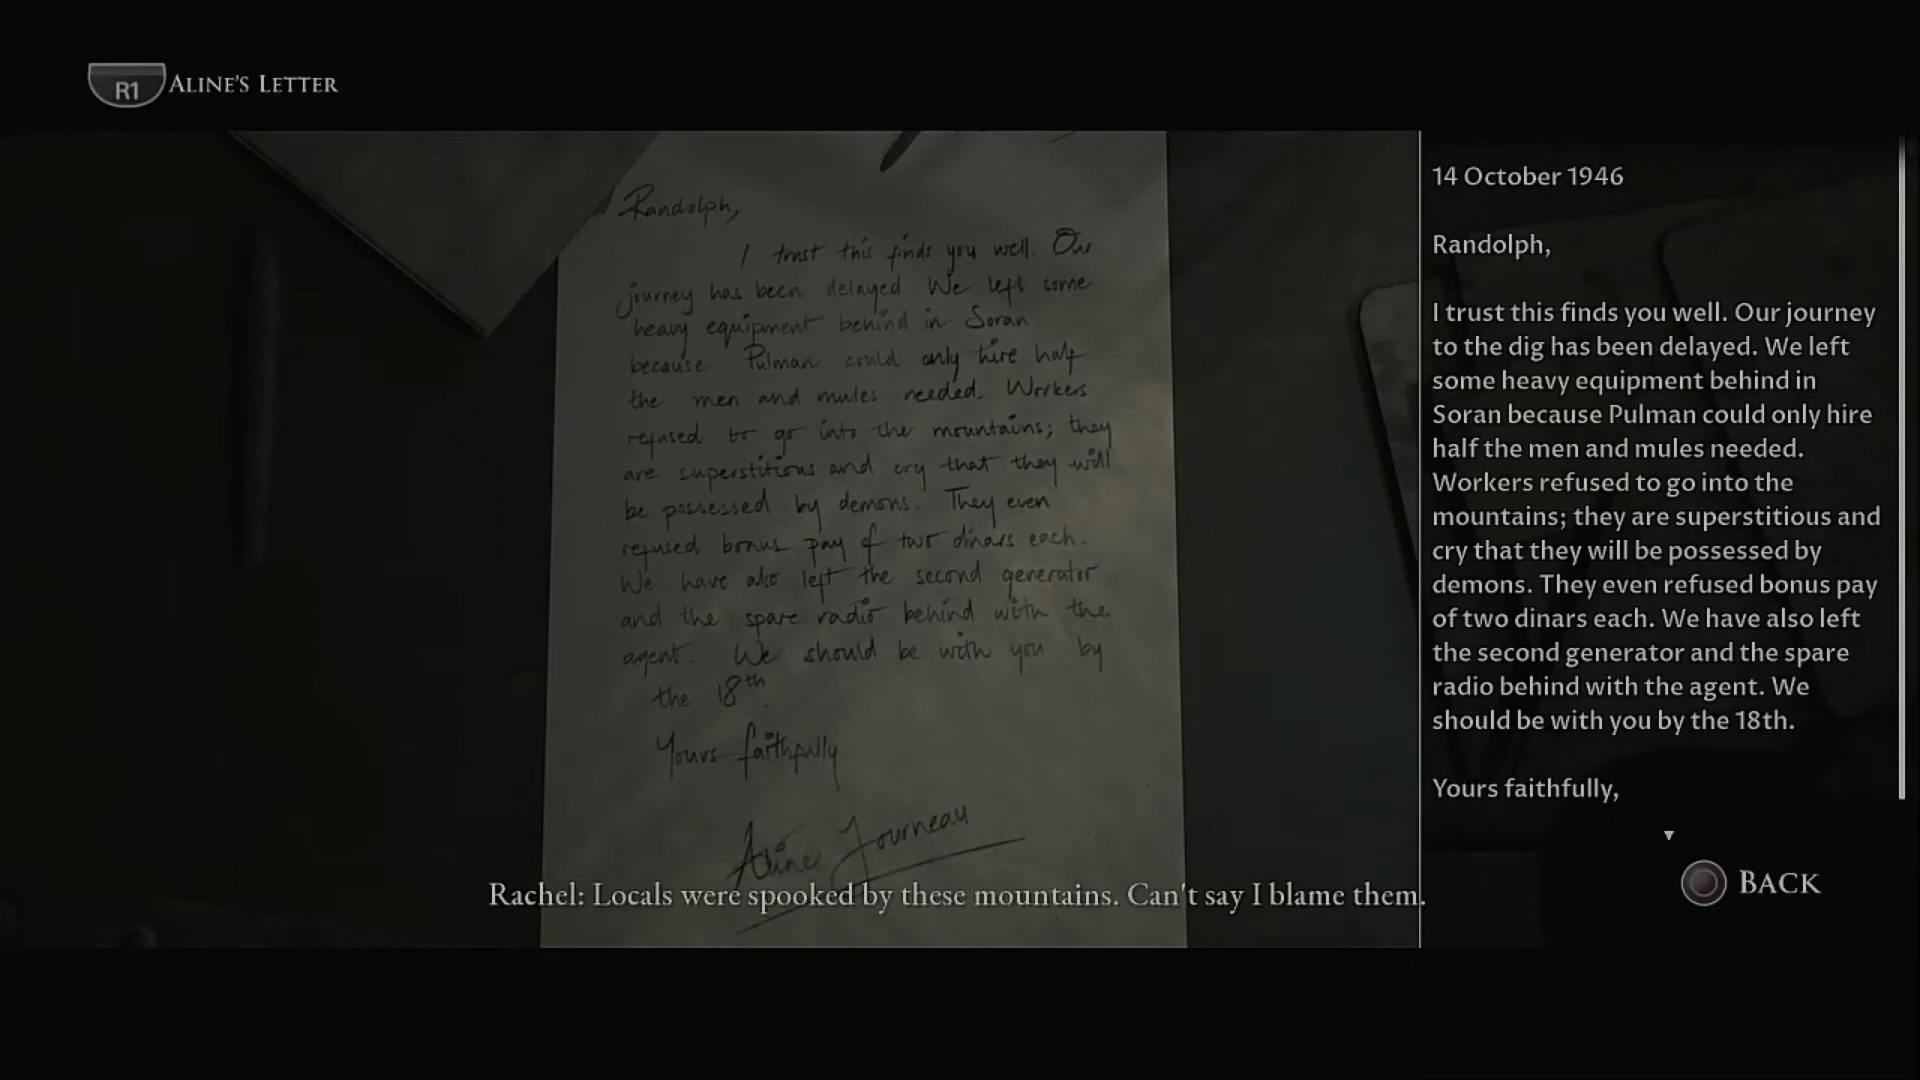 R1 ALINE'S LETTER
Randolph,
I trust this finds you well. Our
journey has been delayed We left some
heavy equipment behind in Soran
because Pulman could only hire half
the men and mules needed. Workers
refused to go into the mountains; they
are superstitious and cry that they will
be possessed by demons. They even
refused bonus pay of two dinars each.
We have also left the second generator
and the spare radio behind with the
agent. We should be with you by
the 18th.
Yours faithfully
Aline Journeau
14 October 1946
Randolph,
I trust this finds you well. Our journey
to the dig has been delayed. We left
some heavy equipment behind in
Soran because Pulman could only hire
half the men and mules needed.
Workers refused to go into the
mountains; they are superstitious and
cry that they will be possessed by
demons. They even refused bonus pay
of two dinars each. We have also left
the second generator and the spare
radio behind with the agent. We
should be with you by the 18th.
Yours faithfully,
Rachel: Locals were spooked by these mountains. Can't say I blame them.
BACK